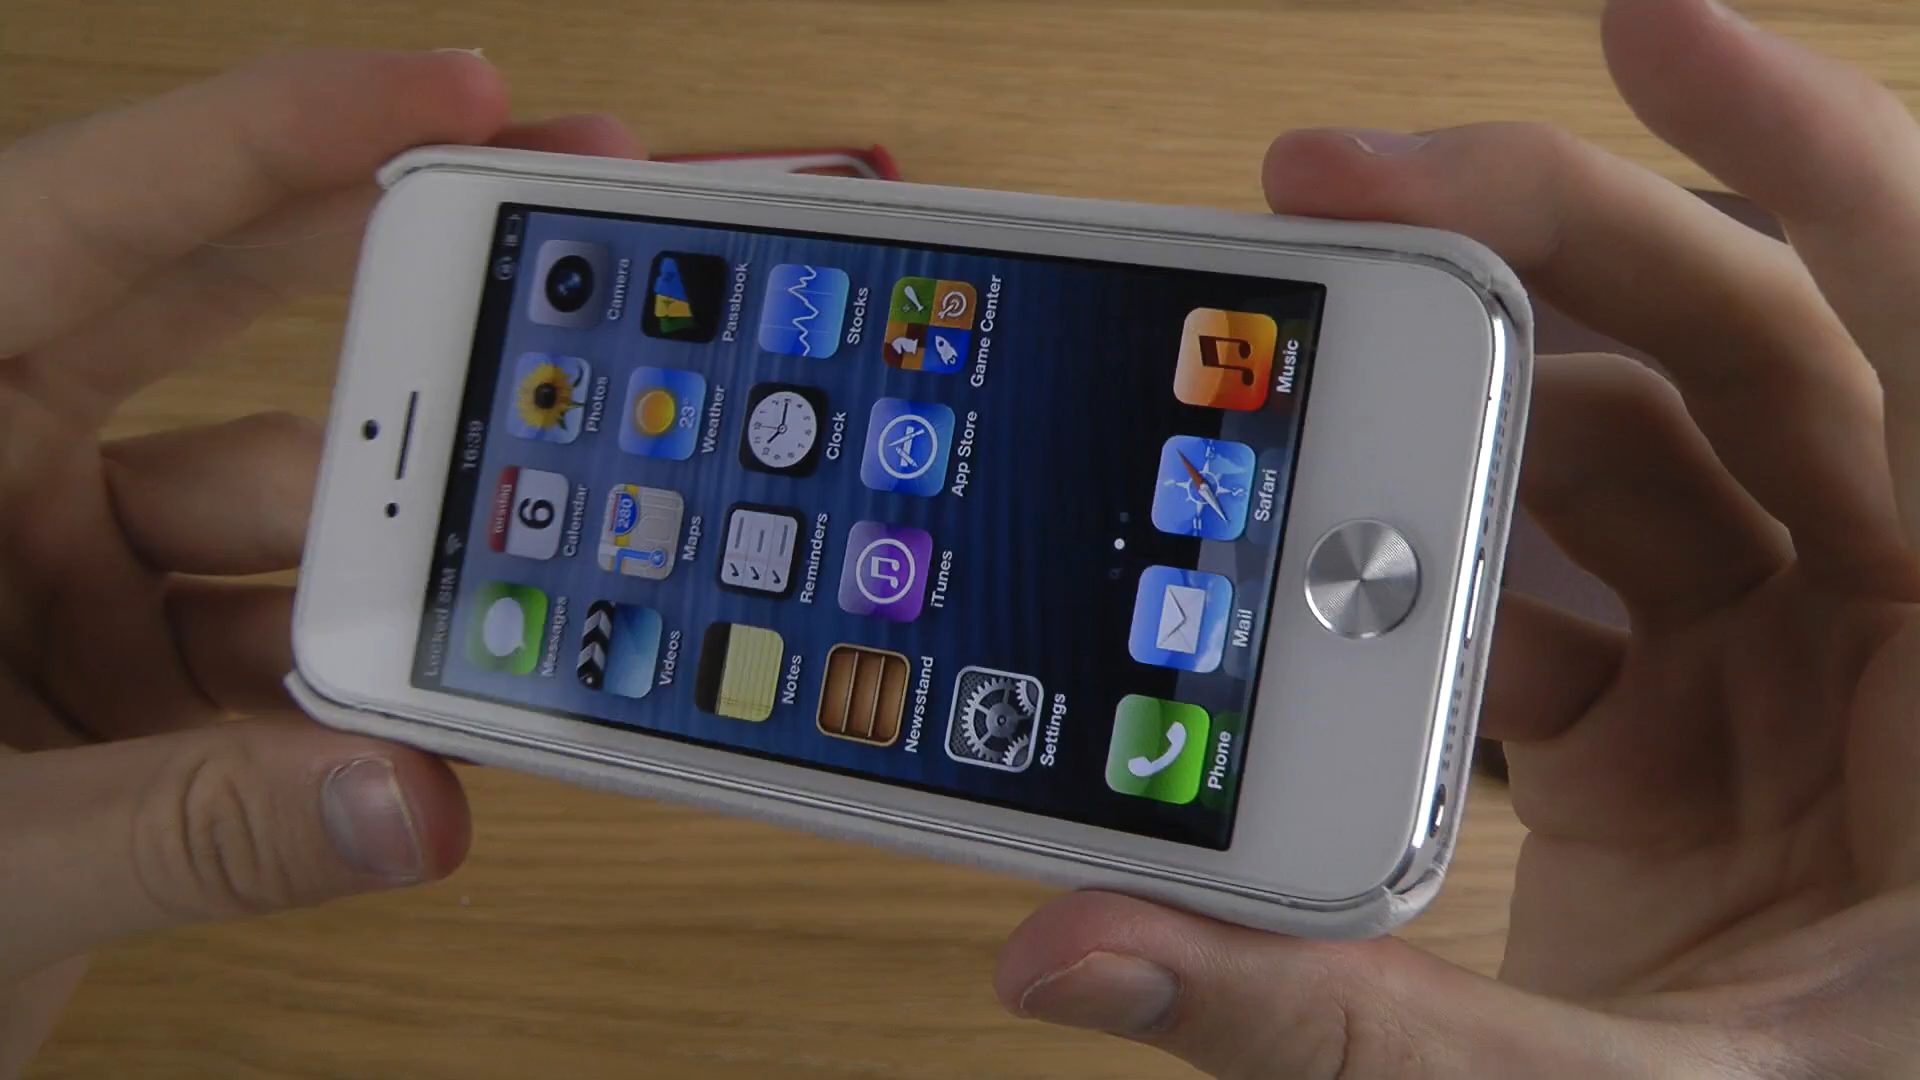 Locked SIM 16:39
Torsdag
6
280
23°
Messages Calendar Photos Camera
Videos Maps Weather Passbook
Notes Reminders Clock Stocks
Newsstand iTunes App Store Game Center
Settings
Phone Mail Safari Music